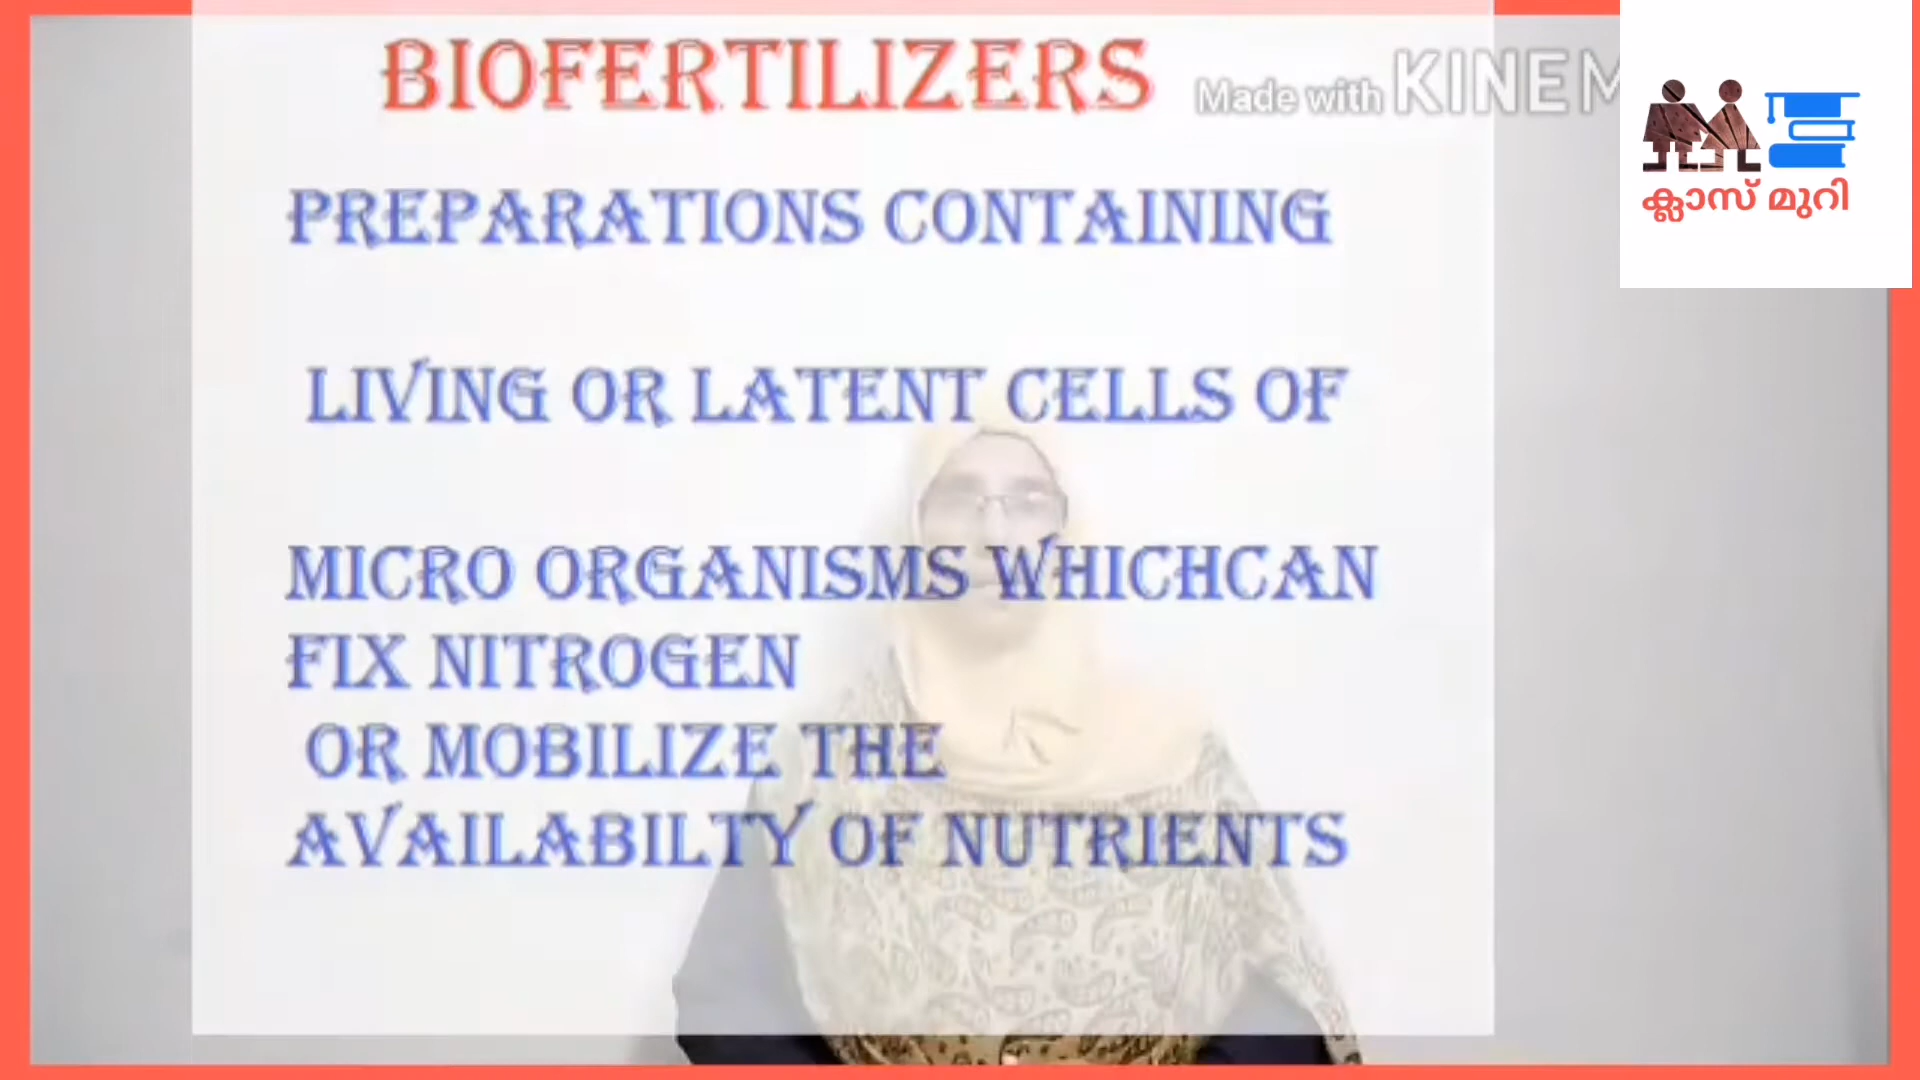 BIOFERTILIZERS
Made with KINEM
ക്ലാസ് മുറി
PREPARATIONS CONTAINING
LIVING OR LATENT CELLS OF
MICRO ORGANISMS WHICHCAN
FIX NITROGEN
OR MOBILIZE THE
AVAILABILTY OF NUTRIENTS